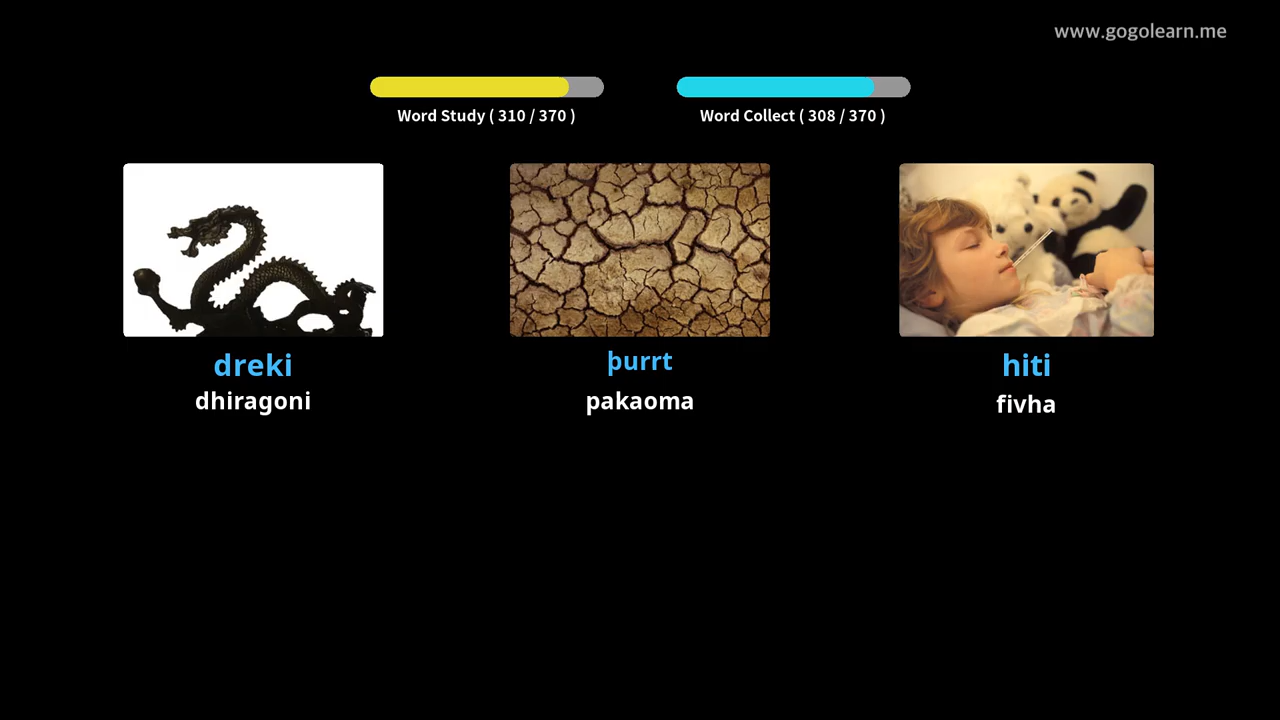 www.gogolearn.me
Word Study ( 310 / 370 )
Word Collect ( 308 / 370 )
dreki
dhiragoni
þurrt
pakaoma
hiti
fivha